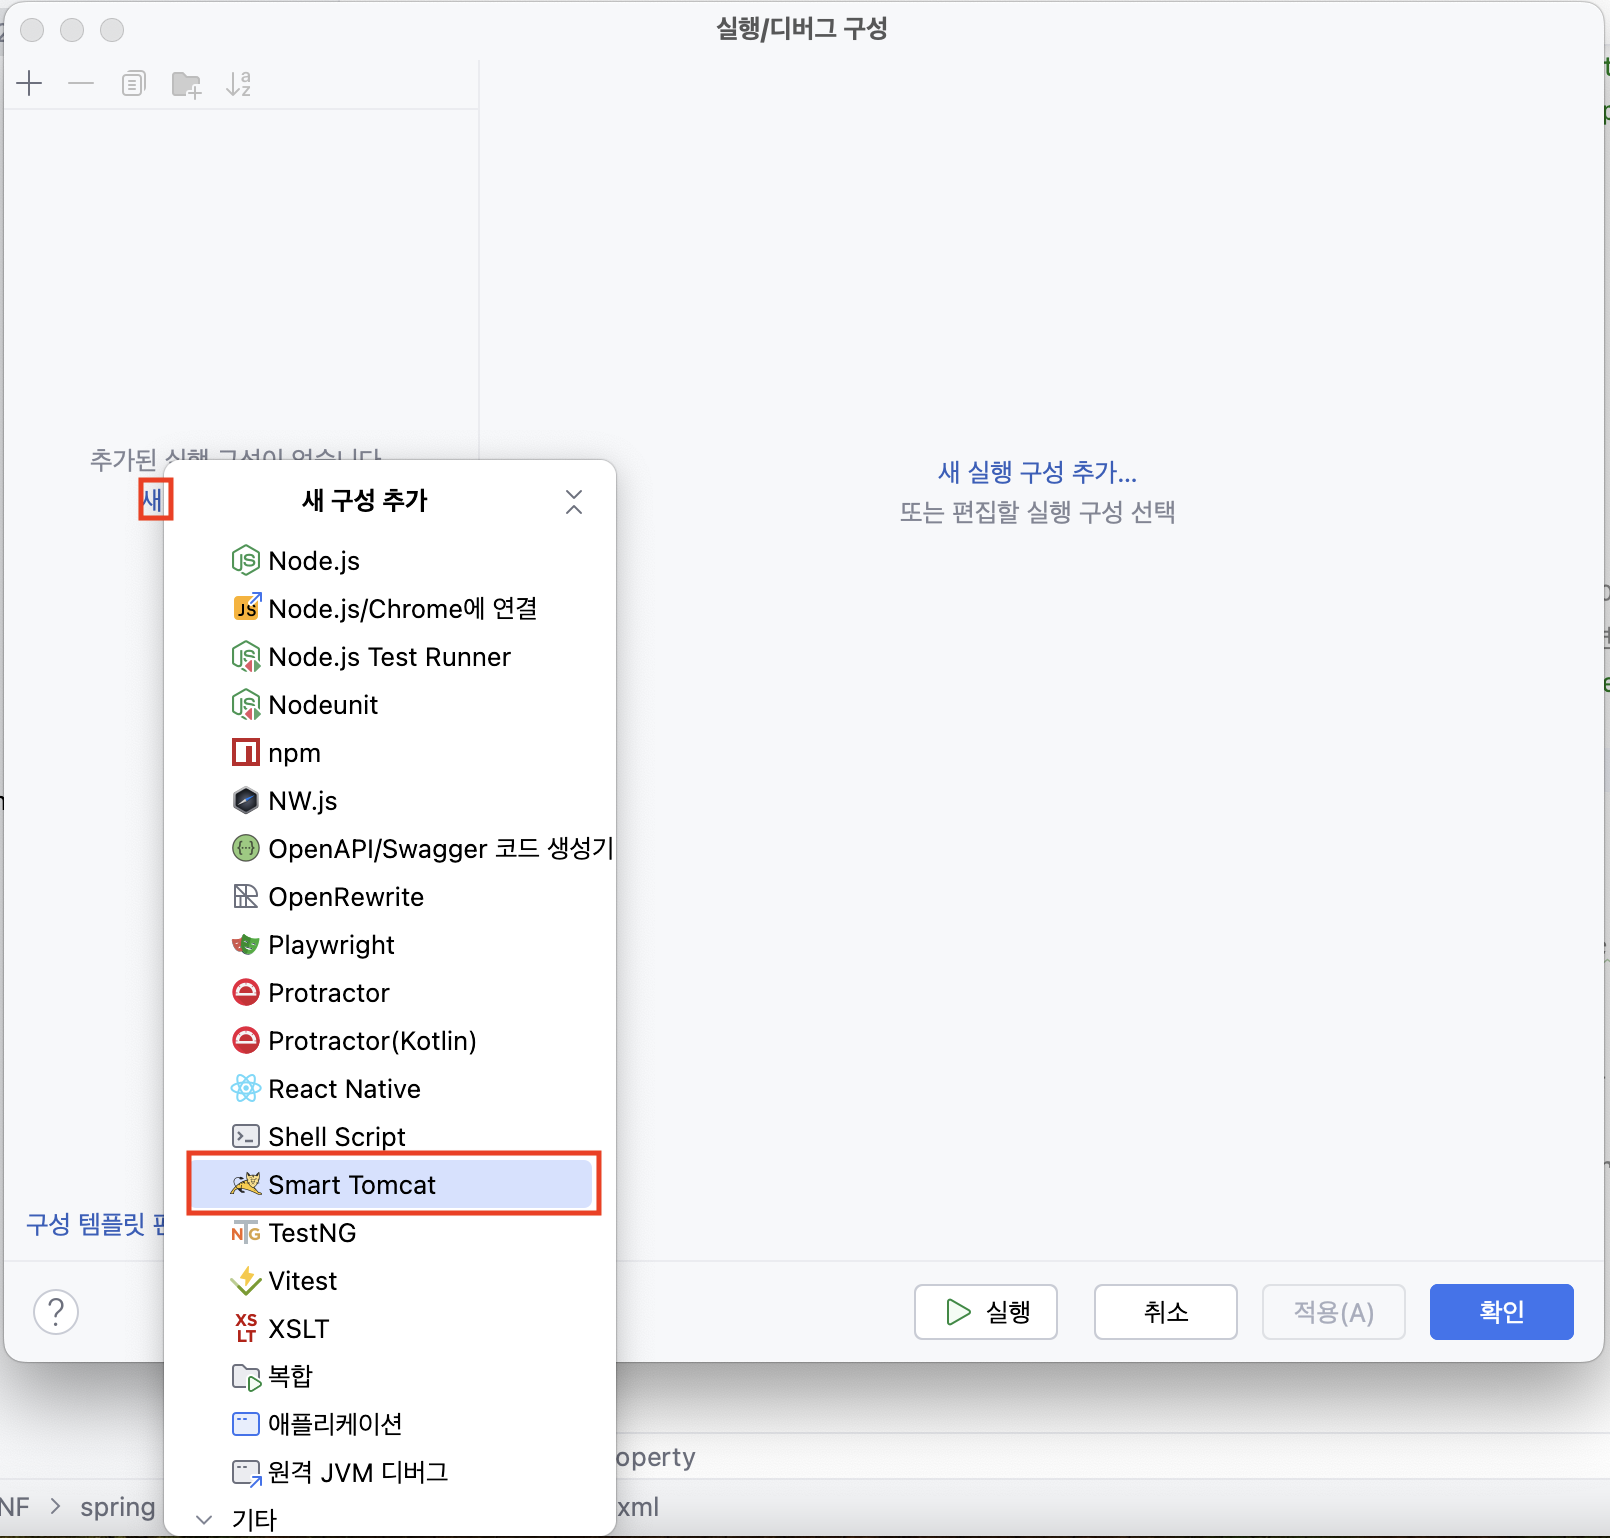 실행/디버그 구성
추가된 실행 구성이 없습니다
새
새 구성 추가
새 실행 구성 추가...
또는 편집할 실행 구성 선택
Node.js
Node.js/Chrome에 연결
Node.js Test Runner
Nodeunit
npm
NW.js
OpenAPI/Swagger 코드 생성기
OpenRewrite
Playwright
Protractor
Protractor(Kotlin)
React Native
Shell Script
Smart Tomcat
TestNG
Vitest
XSLT
복합
애플리케이션
원격 JVM 디버그
기타
구성 템플릿
?
실행
취소
적용(A)
확인
operty
NF > spring
xml